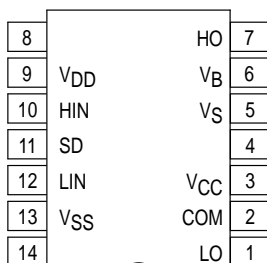 8 HO 7
9 VDD VB 6
10 HIN VS 5
11 SD 4
12 LIN VCC 3
13 VSS COM 2
14 LO 1